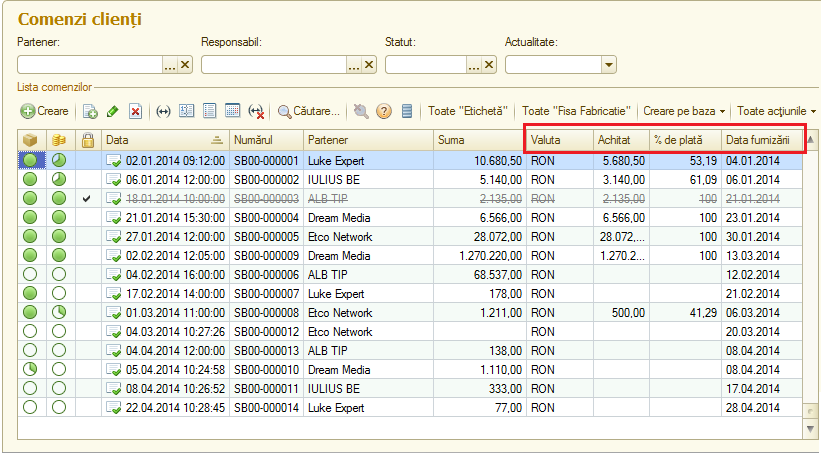 Comenzi clienți
Partener: Responsabil: Statut: Actualitate:
Lista comenzilor
Creare Căutare... Toate "Etichetă" Toate "Fisa Fabricatie" Creare pe baza Toate acțiunile
Data Numărul Partener Suma Valuta Achitat % de plată Data furnizării
02.01.2014 09:12:00 SB00-000001 Luke Expert 10.680,50 RON 5.680,50 53,19 04.01.2014
06.01.2014 12:00:00 SB00-000002 IULIUS BE 5.140,00 RON 3.140,00 61,09 06.01.2014
18.01.2014 10:00:00 SB00-000003 ALB TIP 2.135,00 RON 2.135,00 100 21.01.2014
21.01.2014 15:30:00 SB00-000004 Dream Media 6.566,00 RON 6.566,00 100 23.01.2014
27.01.2014 12:00:00 SB00-000005 Etco Network 28.072,00 RON 28.072,... 100 30.01.2014
02.02.2014 12:05:00 SB00-000009 Dream Media 1.270.220,00 RON 1.270.2... 100 13.03.2014
04.02.2014 16:00:00 SB00-000006 ALB TIP 68.537,00 RON 12.02.2014
17.02.2014 14:00:00 SB00-000007 Luke Expert 178,00 RON 21.02.2014
01.03.2014 11:00:00 SB00-000008 Etco Network 1.211,00 RON 500,00 41,29 06.03.2014
04.03.2014 10:27:26 SB00-000012 Etco Network RON 20.03.2014
04.04.2014 12:00:00 SB00-000013 ALB TIP 138,00 RON 08.04.2014
05.04.2014 10:24:58 SB00-000010 Dream Media 1.110,00 RON 08.04.2014
08.04.2014 10:26:52 SB00-000011 IULIUS BE 333,00 RON 17.04.2014
22.04.2014 10:28:45 SB00-000014 Luke Expert 77,00 RON 28.04.2014